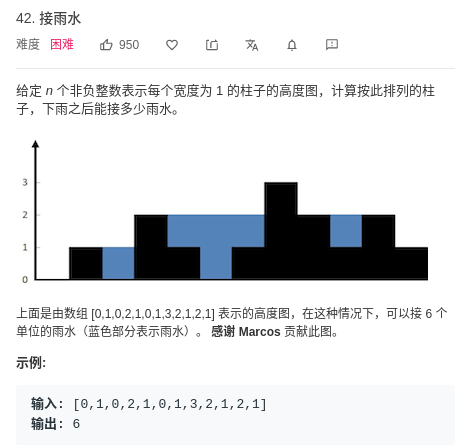 42. 接雨水
难度 困难 950
给定 n 个非负整数表示每个宽度为 1 的柱子的高度图，计算按此排列的柱
子，下雨之后能接多少雨水。
3
2
1
0
上面是由数组 [0,1,0,2,1,0,1,3,2,1,2,1] 表示的高度图，在这种情况下，可以接 6 个
单位的雨水（蓝色部分表示雨水）。 感谢 Marcos 贡献此图。
示例:
输入: [0,1,0,2,1,0,1,3,2,1,2,1]
输出: 6